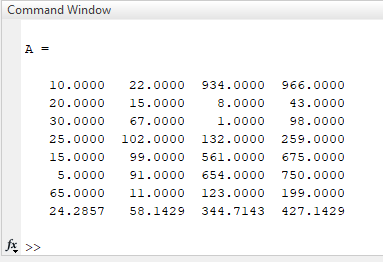 Command Window
A =
10.0000 22.0000 934.0000 966.0000
20.0000 15.0000 8.0000 43.0000
30.0000 67.0000 1.0000 98.0000
25.0000 102.0000 132.0000 259.0000
15.0000 99.0000 561.0000 675.0000
5.0000 91.0000 654.0000 750.0000
65.0000 11.0000 123.0000 199.0000
24.2857 58.1429 344.7143 427.1429
fx >>